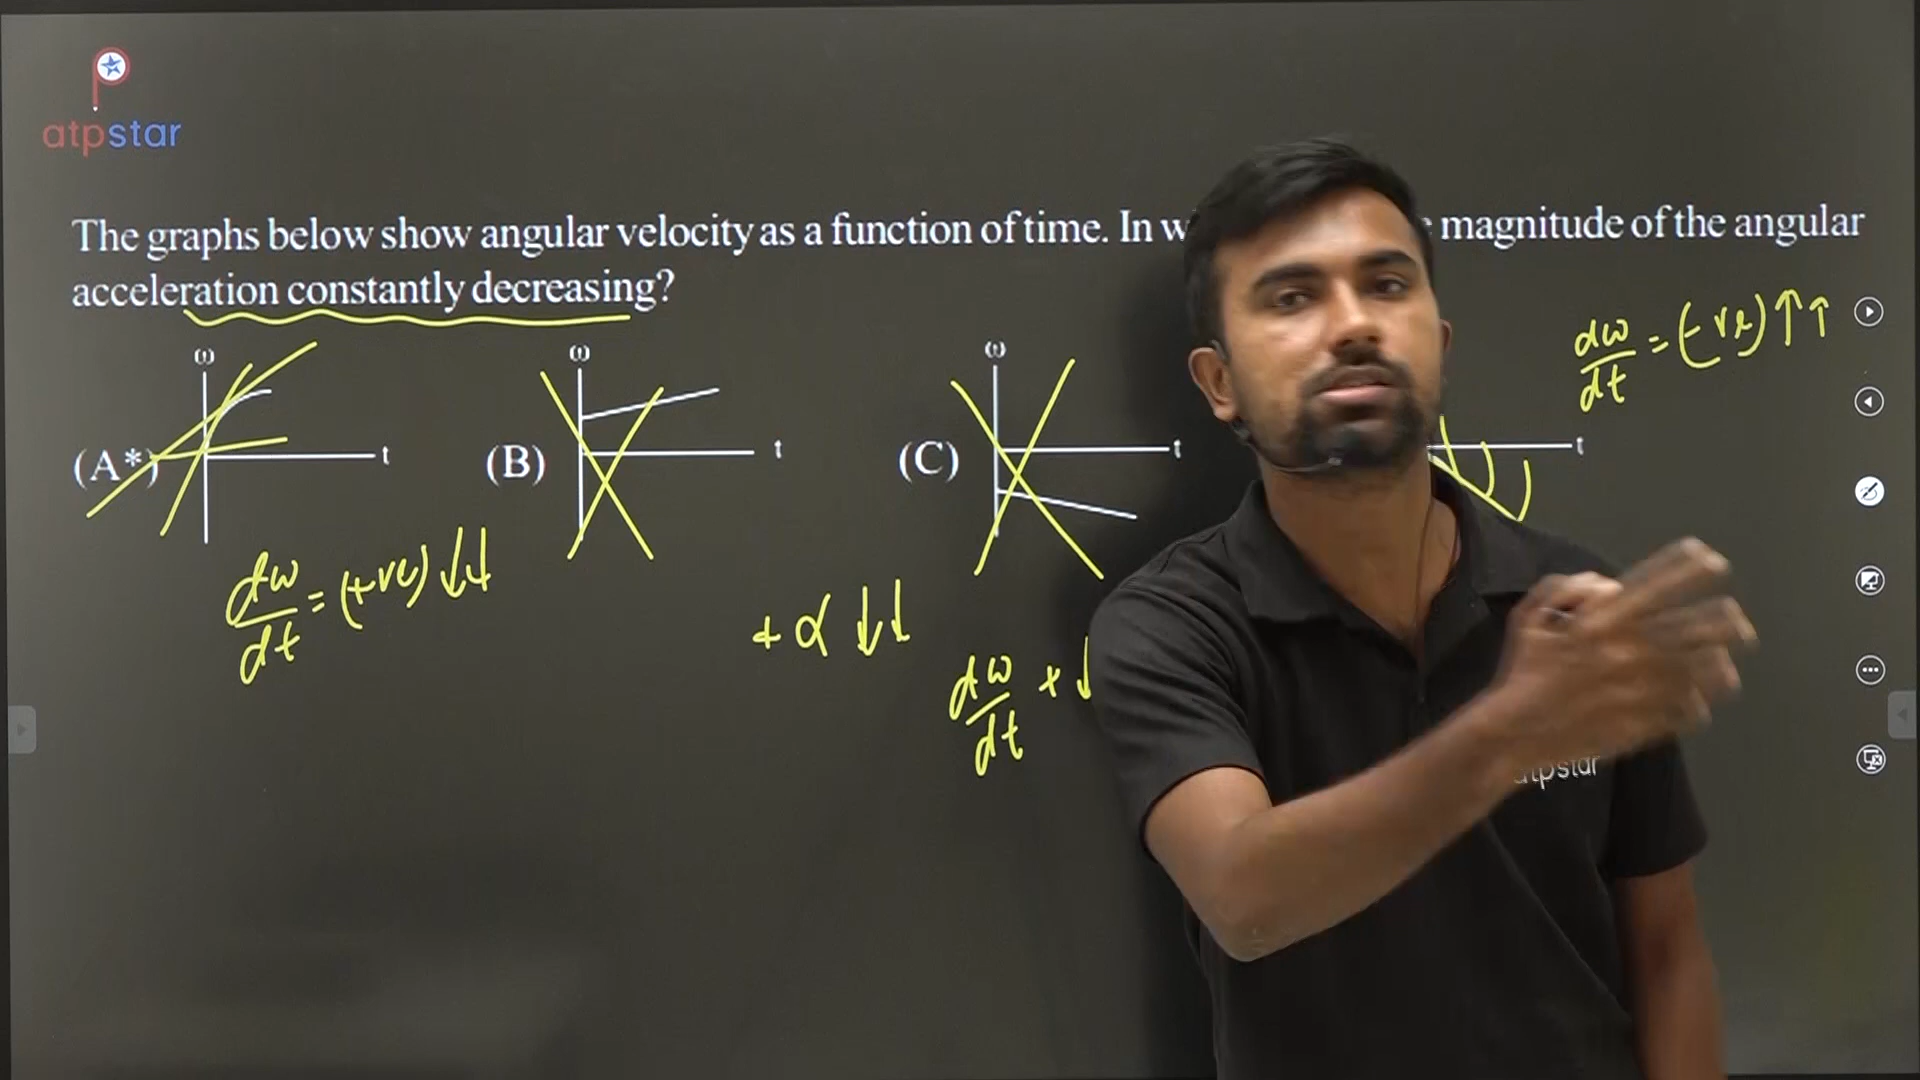 atpstar
The graphs below show angular velocity as a function of time. In magnitude of the angular
acceleration constantly decreasing?
dω/dt = (-ve) ↑↑
ω
ω
ω
(A*)
t
(B)
t
(C)
t
t
dω/dt = (+ve) ↓↓
+ α ↓↓
dω/dt + ↓
atpstar